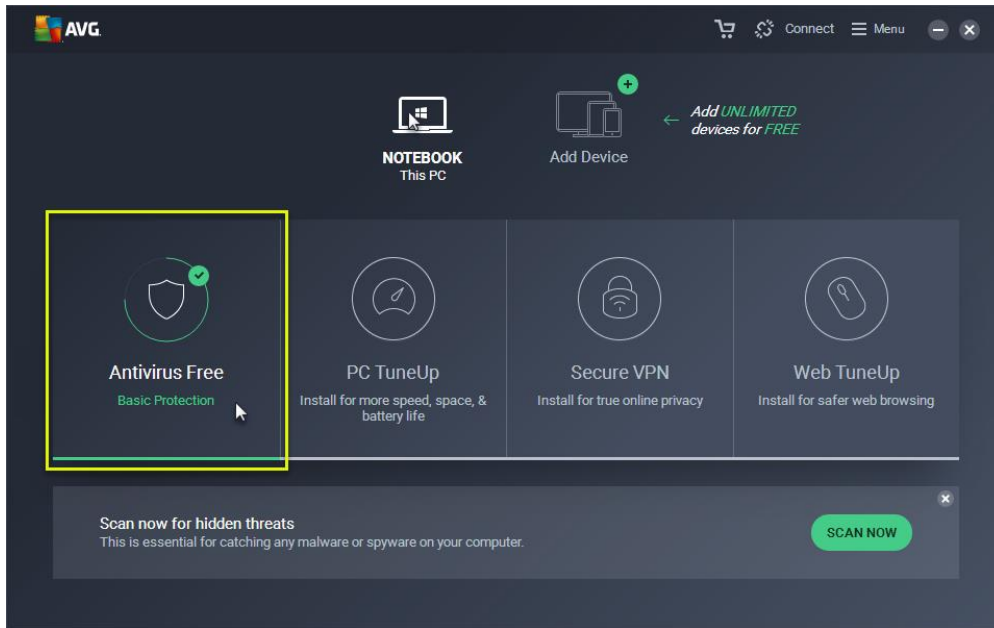 AVG
Connect
Menu
NOTEBOOK
This PC
Add Device
Add UNLIMITED
devices for FREE
Antivirus Free
Basic Protection
PC TuneUp
Install for more speed, space, &
battery life
Secure VPN
Install for true online privacy
Web TuneUp
Install for safer web browsing
Scan now for hidden threats
This is essential for catching any malware or spyware on your computer.
SCAN NOW